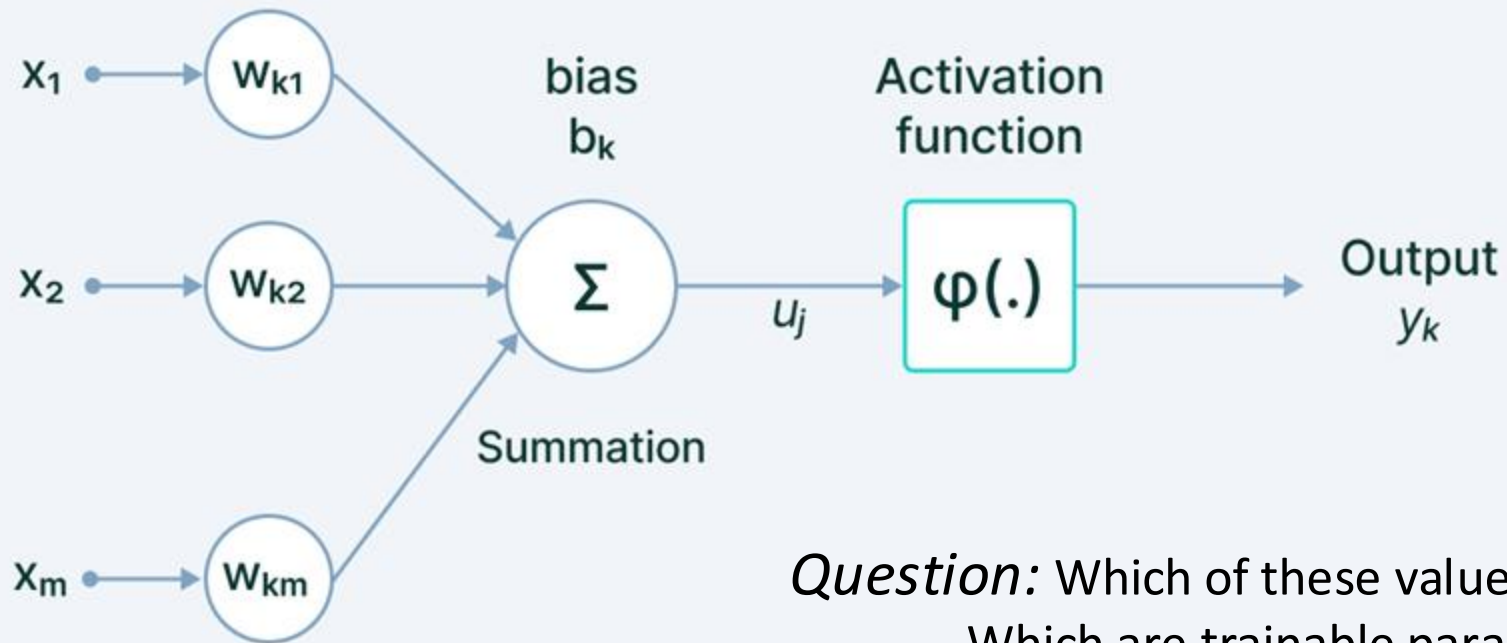 x₁ wₖ₁
bias
bₖ
Activation
function
x₂ wₖ₂ Σ uⱼ φ(.)
Output
yₖ
Summation
xₘ wₖₘ
Question: Which of these value
Which are trainable para